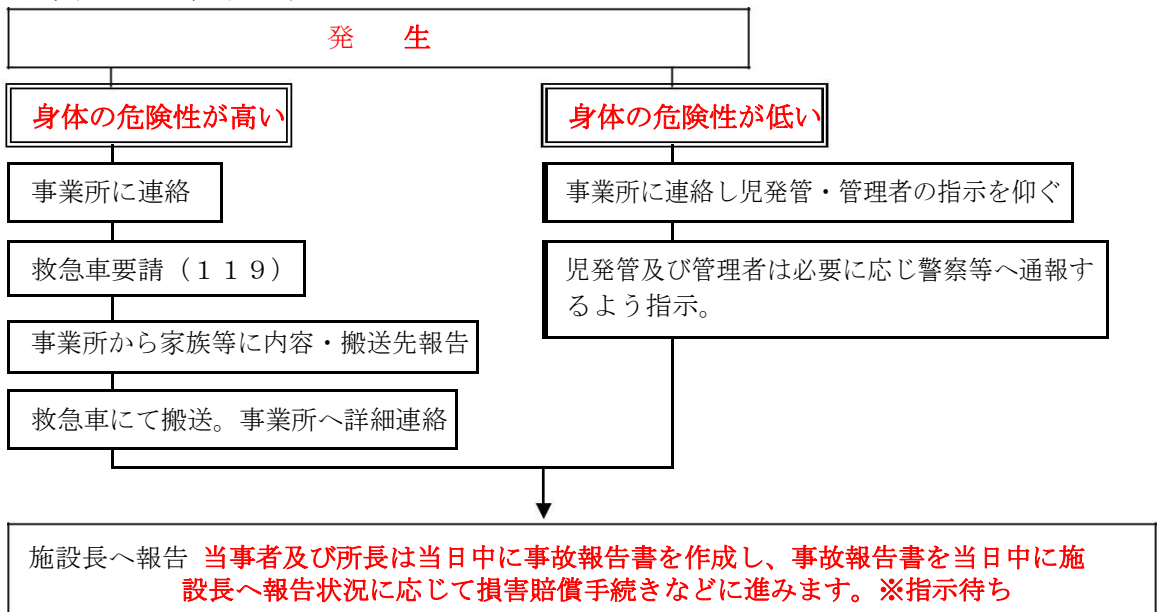 発　生
身体の危険性が高い
身体の危険性が低い
事業所に連絡
事業所に連絡し児発管・管理者の指示を仰ぐ
救急車要請（１１９）
児発管及び管理者は必要に応じ警察等へ通報す
るよう指示。
事業所から家族等に内容・搬送先報告
救急車にて搬送。事業所へ詳細連絡
施設長へ報告 当事者及び所長は当日中に事故報告書を作成し、事故報告書を当日中に施
設長へ報告状況に応じて損害賠償手続きなどに進みます。※指示待ち